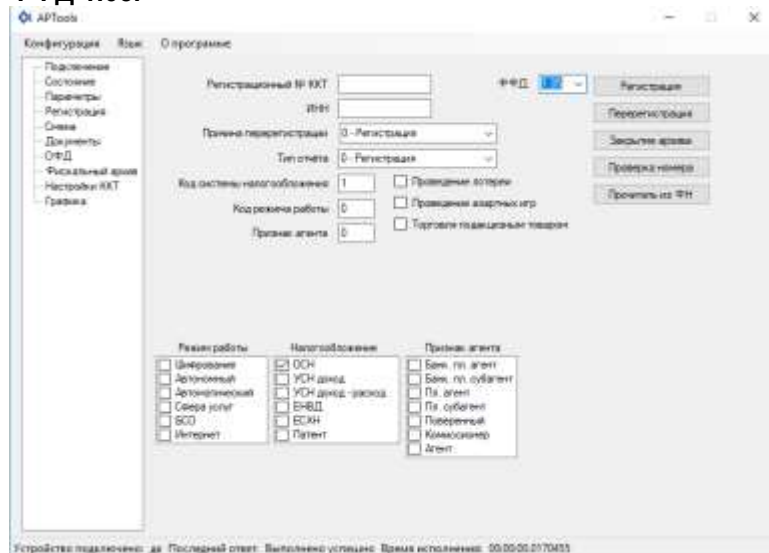 APTools
Конфигурация Язык О программе
Подключение
Состояние
Параметры
Регистрация
Смена
Документы
ОФД
Фискальный архив
Настройки ККТ
Графика
Регистрационный № ККТ
ФФД
ИНН
Причина перерегистрации 0 - Регистрация
Тип отчёта 0 - Регистрация
Код системы налогообложения 1
Проведение лотереи
Код режима работы 0
Проведение азартных игр
Признак агента 0
Торговля подакцизным товаром
Регистрация
Перерегистрация
Закрытие архива
Проверка номера
Прочитать из ФН
Режим работы
Шифрование
Автономный
Автоматический
Сфера услуг
БСО
Интернет
Налогообложение
ОСН
УСН доход
УСН доход - расход
ЕНВД
ЕСХН
Патент
Признак агента
Банк. пл. агент
Банк. пл. субагент
Пл. агент
Пл. субагент
Поверенный
Комиссионер
Агент
Устройство подключено: да Последний ответ: Выполнено успешно Время исполнения: 00:00:00.0170455